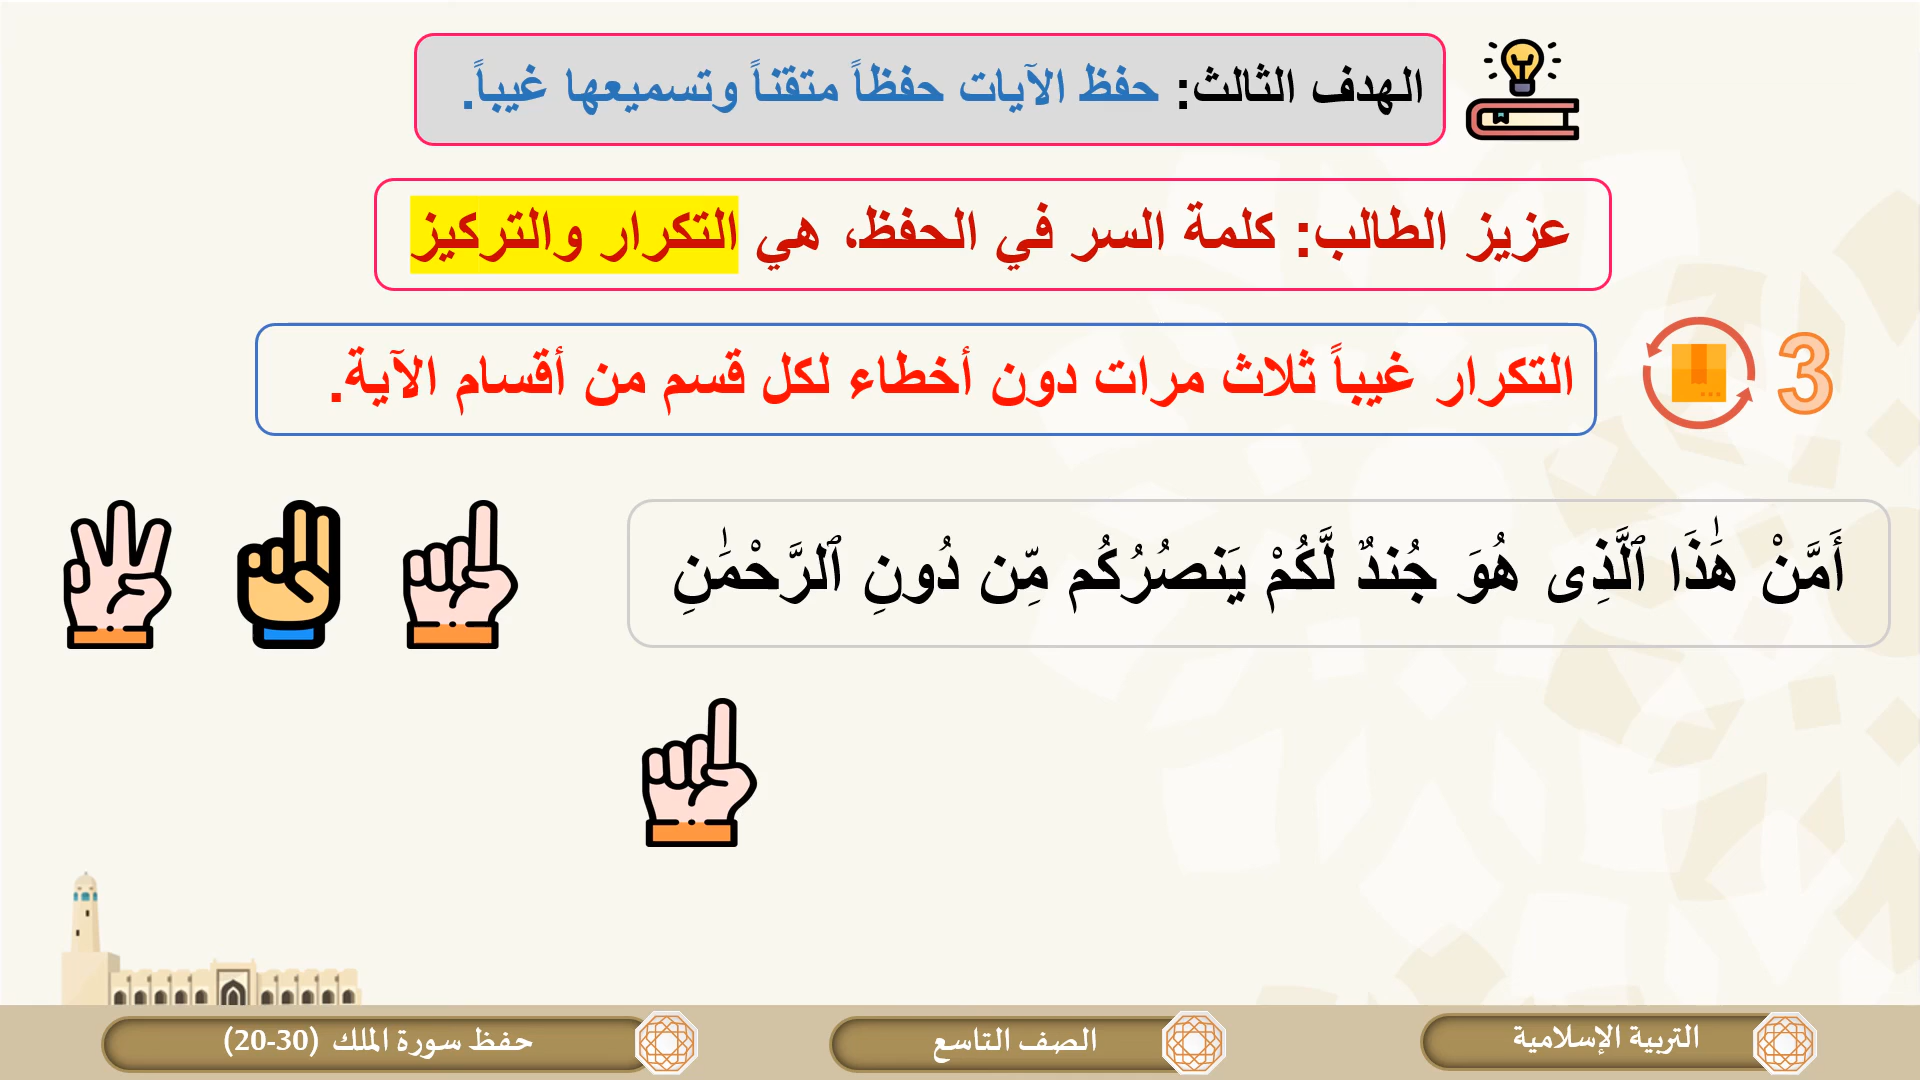 الهدف الثالث: حفظ الآيات حفظاً متقناً وتسميعها غيباً.
عزيز الطالب: كلمة السر في الحفظ، هي التكرار والتركيز
3
التكرار غيباً ثلاث مرات دون أخطاء لكل قسم من أقسام الآية.
أَمَّنْ هَٰذَا ٱلَّذِى هُوَ جُندٌ لَّكُمْ يَنصُرُكُم مِّن دُونِ ٱلرَّحْمَٰنِ
التربية الإسلامية
الصف التاسع
حفظ سورة الملك (20-30)